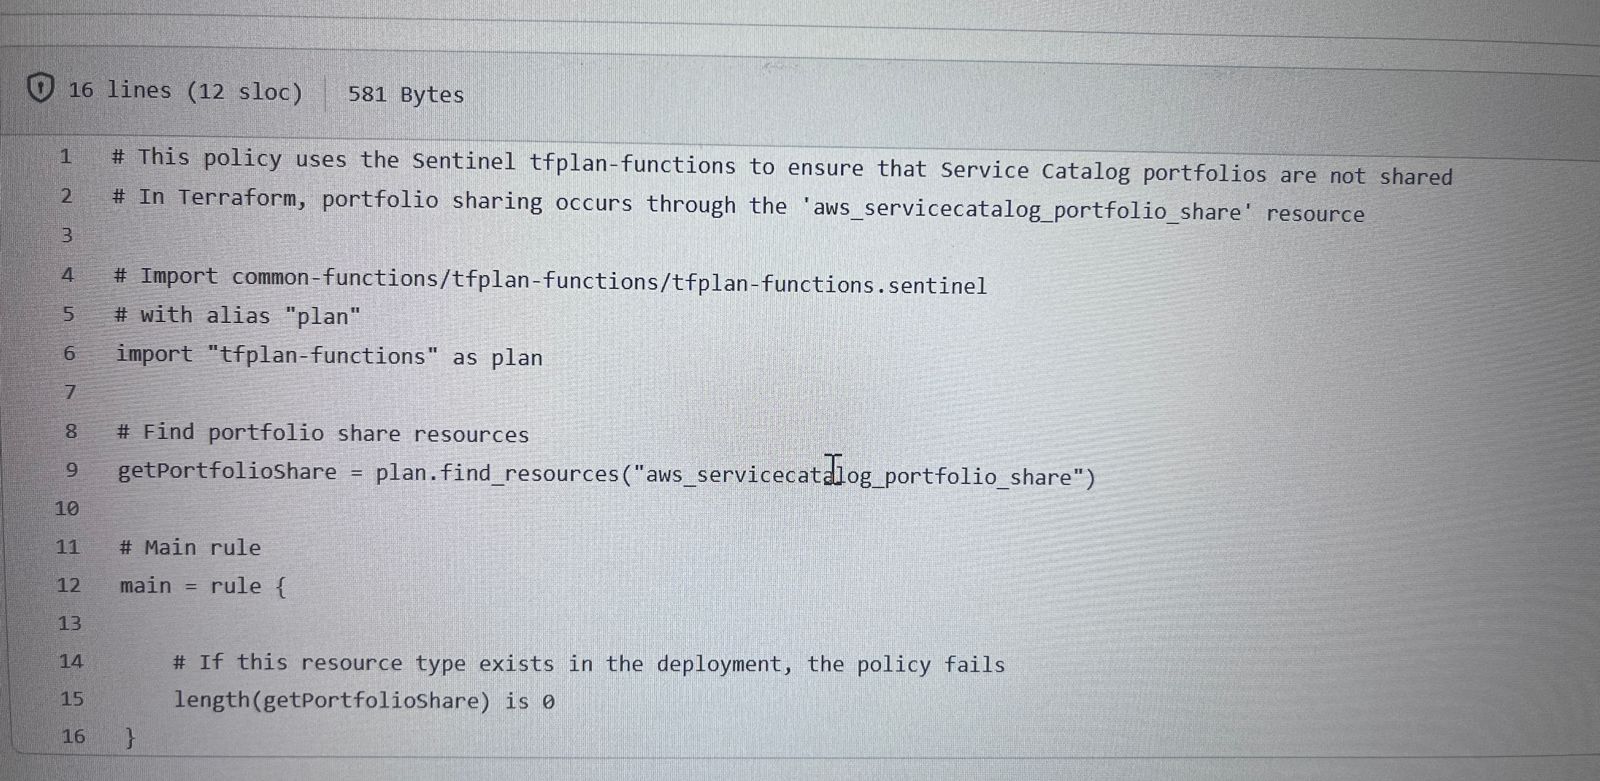 16 lines (12 sloc) 581 Bytes
1 # This policy uses the Sentinel tfplan-functions to ensure that Service Catalog portfolios are not shared
2 # In Terraform, portfolio sharing occurs through the 'aws_servicecatalog_portfolio_share' resource
3
4 # Import common-functions/tfplan-functions/tfplan-functions.sentinel
5 # with alias "plan"
6 import "tfplan-functions" as plan
7
8 # Find portfolio share resources
9 getPortfolioShare = plan.find_resources("aws_servicecatalog_portfolio_share")
10
11 # Main rule
12 main = rule {
13
14     # If this resource type exists in the deployment, the policy fails
15     length(getPortfolioShare) is 0
16 }